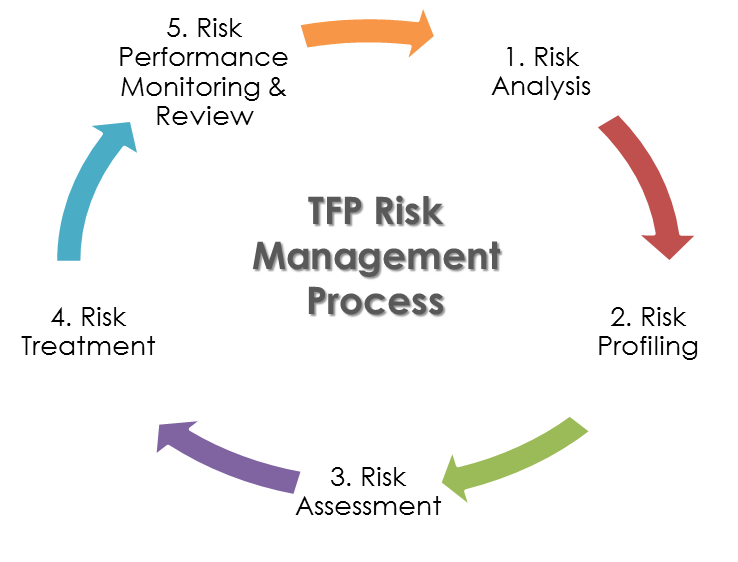 5. Risk
Performance
Monitoring &
Review
1. Risk
Analysis
TFP Risk
Management
Process
4. Risk
Treatment
2. Risk
Profiling
3. Risk
Assessment